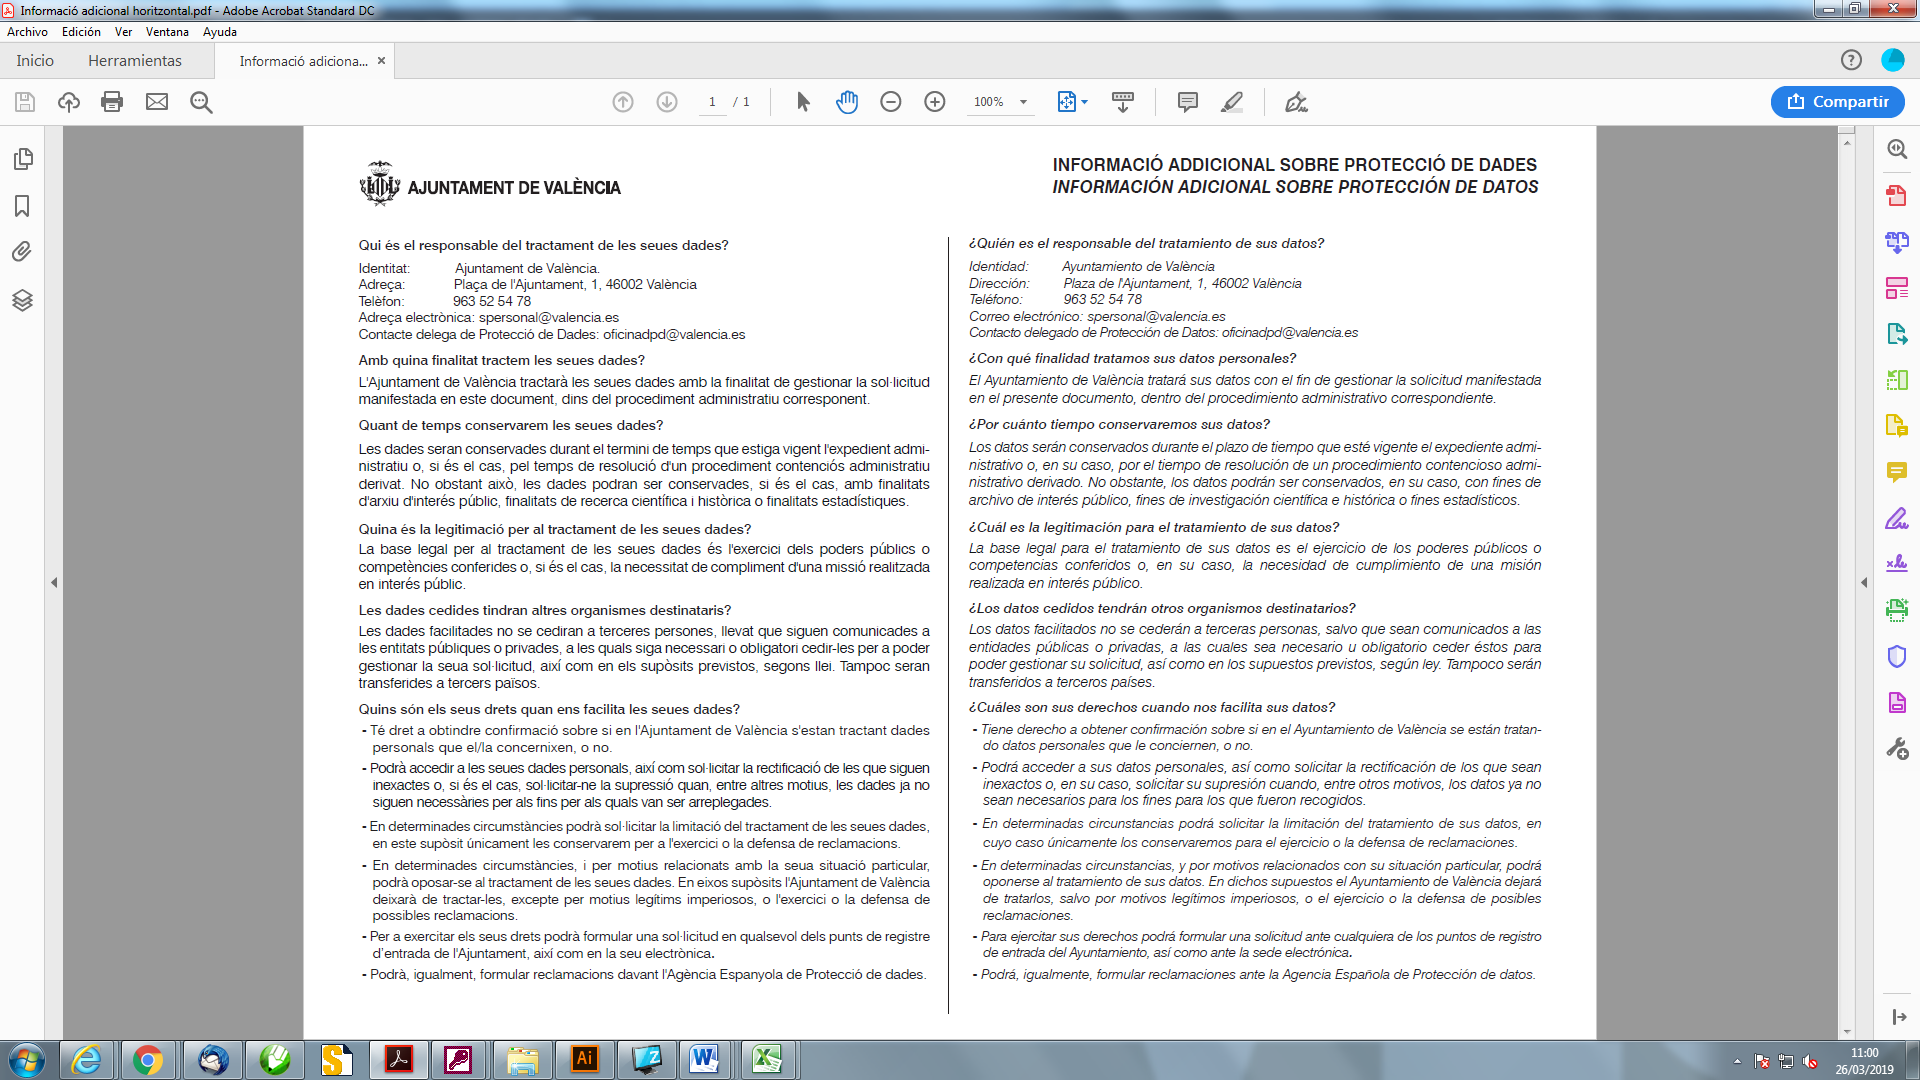 Informació adicional horitzontal.pdf - Adobe Acrobat Standard DC
Archivo Edición Ver Ventana Ayuda
Inicio Herramientas Informació adiciona... ×
1 / 1 100% Compartir
AJUNTAMENT DE VALÈNCIA
INFORMACIÓ ADDICIONAL SOBRE PROTECCIÓ DE DADES
INFORMACIÓN ADICIONAL SOBRE PROTECCIÓN DE DATOS
Qui és el responsable del tractament de les seues dades?
Identitat: Ajuntament de València.
Adreça: Plaça de l'Ajuntament, 1, 46002 València
Telèfon: 963 52 54 78
Adreça electrònica: spersonal@valencia.es
Contacte delega de Protecció de Dades: oficinadpd@valencia.es
Amb quina finalitat tractem les seues dades?
L'Ajuntament de València tractarà les seues dades amb la finalitat de gestionar la sol·licitud
manifestada en este document, dins del procediment administratiu corresponent.
Quant de temps conservarem les seues dades?
Les dades seran conservades durant el termini de temps que estiga vigent l'expedient admi-
nistratiu o, si és el cas, pel temps de resolució d'un procediment contenciós administratiu
derivat. No obstant això, les dades podran ser conservades, si és el cas, amb finalitats
d'arxiu d'interés públic, finalitats de recerca científica i històrica o finalitats estadístiques.
Quina és la legitimació per al tractament de les seues dades?
La base legal per al tractament de les seues dades és l'exercici dels poders públics o
competències conferides o, si és el cas, la necessitat de compliment d'una missió realitzada
en interés públic.
Les dades cedides tindran altres organismes destinataris?
Les dades facilitades no se cediran a terceres persones, llevat que siguen comunicades a
les entitats públiques o privades, a les quals siga necessari o obligatori cedir-les per a poder
gestionar la seua sol·licitud, així com en els supòsits previstos, segons llei. Tampoc seran
transferides a tercers països.
Quins són els seus drets quan ens facilita les seues dades?
- Té dret a obtindre confirmació sobre si en l'Ajuntament de València s'estan tractant dades
personals que el/la concernixen, o no.
- Podrà accedir a les seues dades personals, així com sol·licitar la rectificació de les que siguen
inexactes o, si és el cas, sol·licitar-ne la supressió quan, entre altres motius, les dades ja no
siguen necessàries per als fins per als quals van ser arreplegades.
- En determinades circumstàncies podrà sol·licitar la limitació del tractament de les seues dades,
en este supòsit únicament les conservarem per a l'exercici o la defensa de reclamacions.
- En determinades circumstàncies, i per motius relacionats amb la seua situació particular,
podrà oposar-se al tractament de les seues dades. En eixos supòsits l'Ajuntament de València
deixarà de tractar-les, excepte per motius legítims imperiosos, o l'exercici o la defensa de
possibles reclamacions.
- Per a exercitar els seus drets podrà formular una sol·licitud en qualsevol dels punts de registre
d'entrada de l'Ajuntament, així com en la seu electrònica.
- Podrà, igualment, formular reclamacions davant l'Agència Espanyola de Protecció de dades.
¿Quién es el responsable del tratamiento de sus datos?
Identidad: Ayuntamiento de València
Dirección: Plaza de l'Ajuntament, 1, 46002 València
Teléfono: 963 52 54 78
Correo electrónico: spersonal@valencia.es
Contacto delegado de Protección de Datos: oficinadpd@valencia.es
¿Con qué finalidad tratamos sus datos personales?
El Ayuntamiento de València tratará sus datos con el fin de gestionar la solicitud manifestada
en el presente documento, dentro del procedimiento administrativo correspondiente.
¿Por cuánto tiempo conservaremos sus datos?
Los datos serán conservados durante el plazo de tiempo que esté vigente el expediente admi-
nistrativo o, en su caso, por el tiempo de resolución de un procedimiento contencioso admi-
nistrativo derivado. No obstante, los datos podrán ser conservados, en su caso, con fines de
archivo de interés público, fines de investigación científica e histórica o fines estadísticos.
¿Cuál es la legitimación para el tratamiento de sus datos?
La base legal para el tratamiento de sus datos es el ejercicio de los poderes públicos o
competencias conferidos o, en su caso, la necesidad de cumplimiento de una misión
realizada en interés público.
¿Los datos cedidos tendrán otros organismos destinatarios?
Los datos facilitados no se cederán a terceras personas, salvo que sean comunicados a las
entidades públicas o privadas, a las cuales sea necesario u obligatorio ceder éstos para
poder gestionar su solicitud, así como en los supuestos previstos, según ley. Tampoco serán
transferidos a terceros países.
¿Cuáles son sus derechos cuando nos facilita sus datos?
- Tiene derecho a obtener confirmación sobre si en el Ayuntamiento de València se están tratan-
do datos personales que le conciernen, o no.
- Podrá acceder a sus datos personales, así como solicitar la rectificación de los que sean
inexactos o, en su caso, solicitar su supresión cuando, entre otros motivos, los datos ya no
sean necesarios para los fines para los que fueron recogidos.
- En determinadas circunstancias podrá solicitar la limitación del tratamiento de sus datos, en
cuyo caso únicamente los conservaremos para el ejercicio o la defensa de reclamaciones.
- En determinadas circunstancias, y por motivos relacionados con su situación particular, podrá
oponerse al tratamiento de sus datos. En dichos supuestos el Ayuntamiento de València dejará
de tratarlos, salvo por motivos legítimos imperiosos, o el ejercicio o la defensa de posibles
reclamaciones.
- Para ejercitar sus derechos podrá formular una solicitud ante cualquiera de los puntos de registro
de entrada del Ayuntamiento, así como ante la sede electrónica.
- Podrá, igualmente, formular reclamaciones ante la Agencia Española de Protección de datos.
11:00
26/03/2019